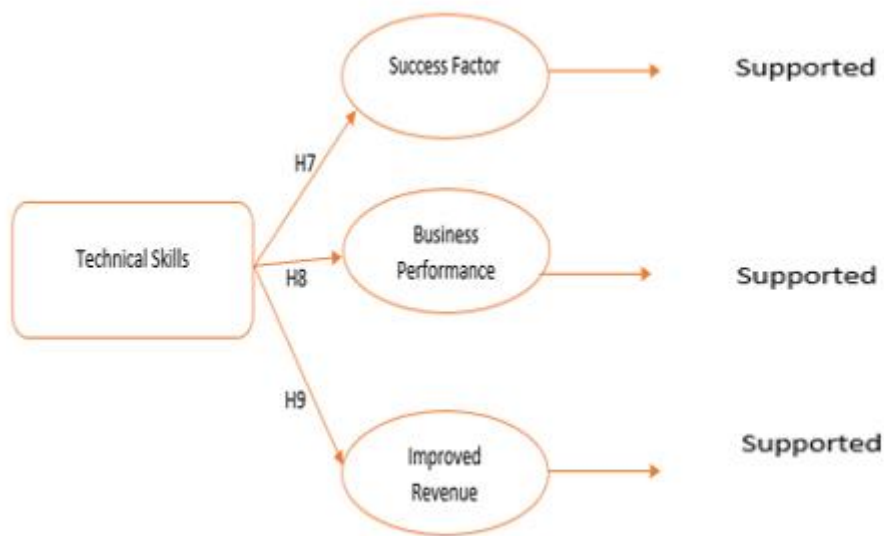 Success Factor
Supported
H7
Technical Skills
Business
Performance
H8
Supported
H9
Improved
Revenue
Supported